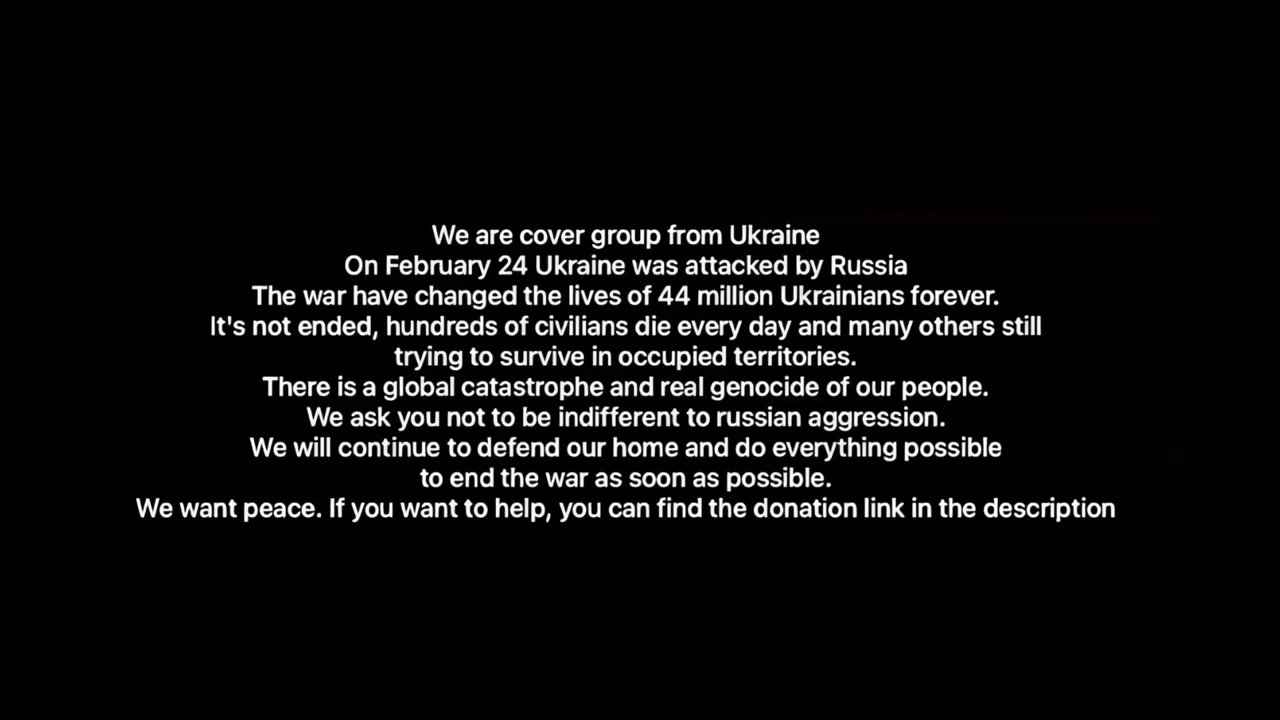 We are cover group from Ukraine
On February 24 Ukraine was attacked by Russia
The war have changed the lives of 44 million Ukrainians forever.
It's not ended, hundreds of civilians die every day and many others still
trying to survive in occupied territories.
There is a global catastrophe and real genocide of our people.
We ask you not to be indifferent to russian aggression.
We will continue to defend our home and do everything possible
to end the war as soon as possible.
We want peace. If you want to help, you can find the donation link in the description